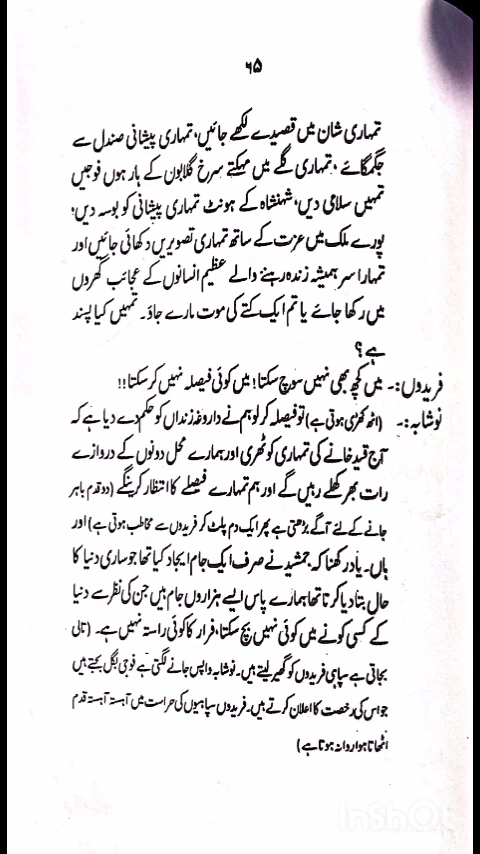 ۶۵
تمہاری شان میں قصیدے لکھے جائیں، تمہاری پیشانی صندل سے
جگمگائے، تمہاری گلے میں مہکتے سرخ گلابوں کے ہار ہوں فوجیں
تمہیں سلامی دیں، شہنشاہ کے ہونٹ تمہاری پیشانی کو بوسہ دیں،
پورے ملک میں عزت کے ساتھ تمہاری تصویریں دکھائی جائیں اور
تمہارا سر ہمیشہ زندہ رہنے والے عظیم انسانوں کے عجائب گھروں
میں رکھا جائے یا تم ایک کتے کی موت مارے جاؤ۔ تمہیں کیا پسند
ہے؟
فریدوں:۔ میں کچھ بھی نہیں سوچ سکتا! میں کوئی فیصلہ نہیں کر سکتا!!
نوشابہ:۔ (اٹھ کھڑی ہوتی ہے) تو فیصلہ کر لو ہم نے داروغہ زنداں کو حکم دے دیا ہے کہ
آج قید خانے کی تمہاری کوٹھری اور ہمارے محل دونوں کے دروازے
رات بھر کھلے رہیں گے اور ہم تمہارے فیصلے کا انتظار کرینگے (دو قدم باہر
جانے کے لئے آگے بڑھتی ہے پھر ایک دم پلٹ کر فریدوں سے مخاطب ہوتی ہے) اور
ہاں۔ یاد رکھنا کہ جمشید نے صرف ایک جام ایجاد کیا تھا جو ساری دنیا کا
حال بتا دیا کرتا تھا ہمارے پاس ایسے ہزاروں جام ہیں جن کی نظر سے دنیا
کے کسی کونے میں کوئی نہیں بچ سکتا، فرار کا کوئی راستہ نہیں ہے۔ (تالی
بجاتی ہے سپاہی فریدوں کو گھیر لیتے ہیں۔ نوشابہ واپس جانے لگتی ہے فوجی بگل بجتے ہیں
جو اس کی رخصت کا اعلان کرتے ہیں۔ فریدوں سپاہیوں کی حراست میں آہستہ آہستہ قدم
اٹھاتا ہوا روانہ ہوتا ہے)
InShOt